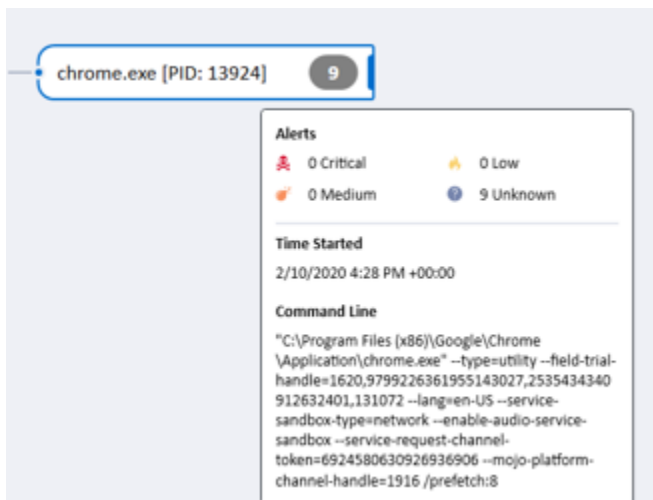 chrome.exe [PID: 13924] 9
Alerts
0 Critical 0 Low
0 Medium 9 Unknown
Time Started
2/10/2020 4:28 PM +00:00
Command Line
"C:\Program Files (x86)\Google\Chrome
\Application\chrome.exe" --type=utility --field-trial-
handle=1620,9799226361955143027,2535434340
912632401,131072 --lang=en-US --service-
sandbox-type=network --enable-audio-service-
sandbox --service-request-channel-
token=6924580630926936906 --mojo-platform-
channel-handle=1916 /prefetch:8